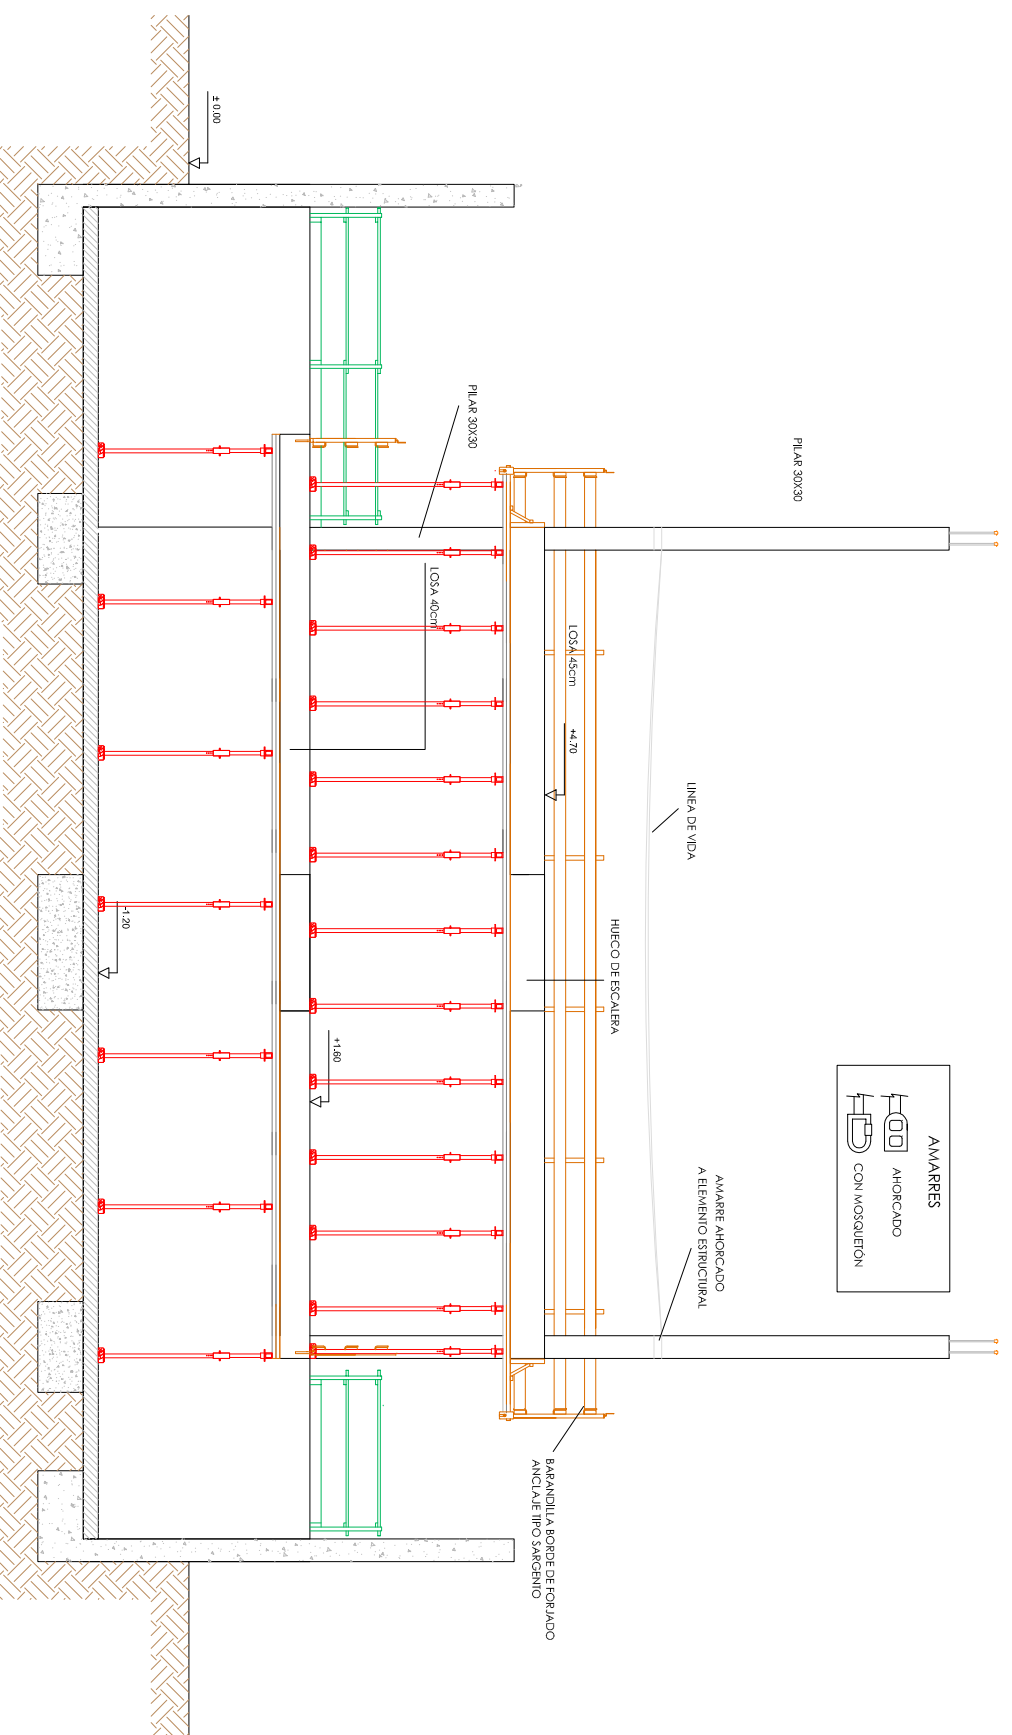 AMARRES
AHORCADO
CON MOSQUETÓN
PILAR 30X30
LINEA DE VIDA
AMARRE AHORCADO
A ELEMENTO ESTRUCTURAL
HUECO DE ESCALERA
LOSA 45cm
+4.70
BARANDILLA BORDE DE FORJADO
ANCLAJE TIPO SARGENTO
PILAR 30X30
LOSA 40cm
+1.60
± 0.00
-1.20